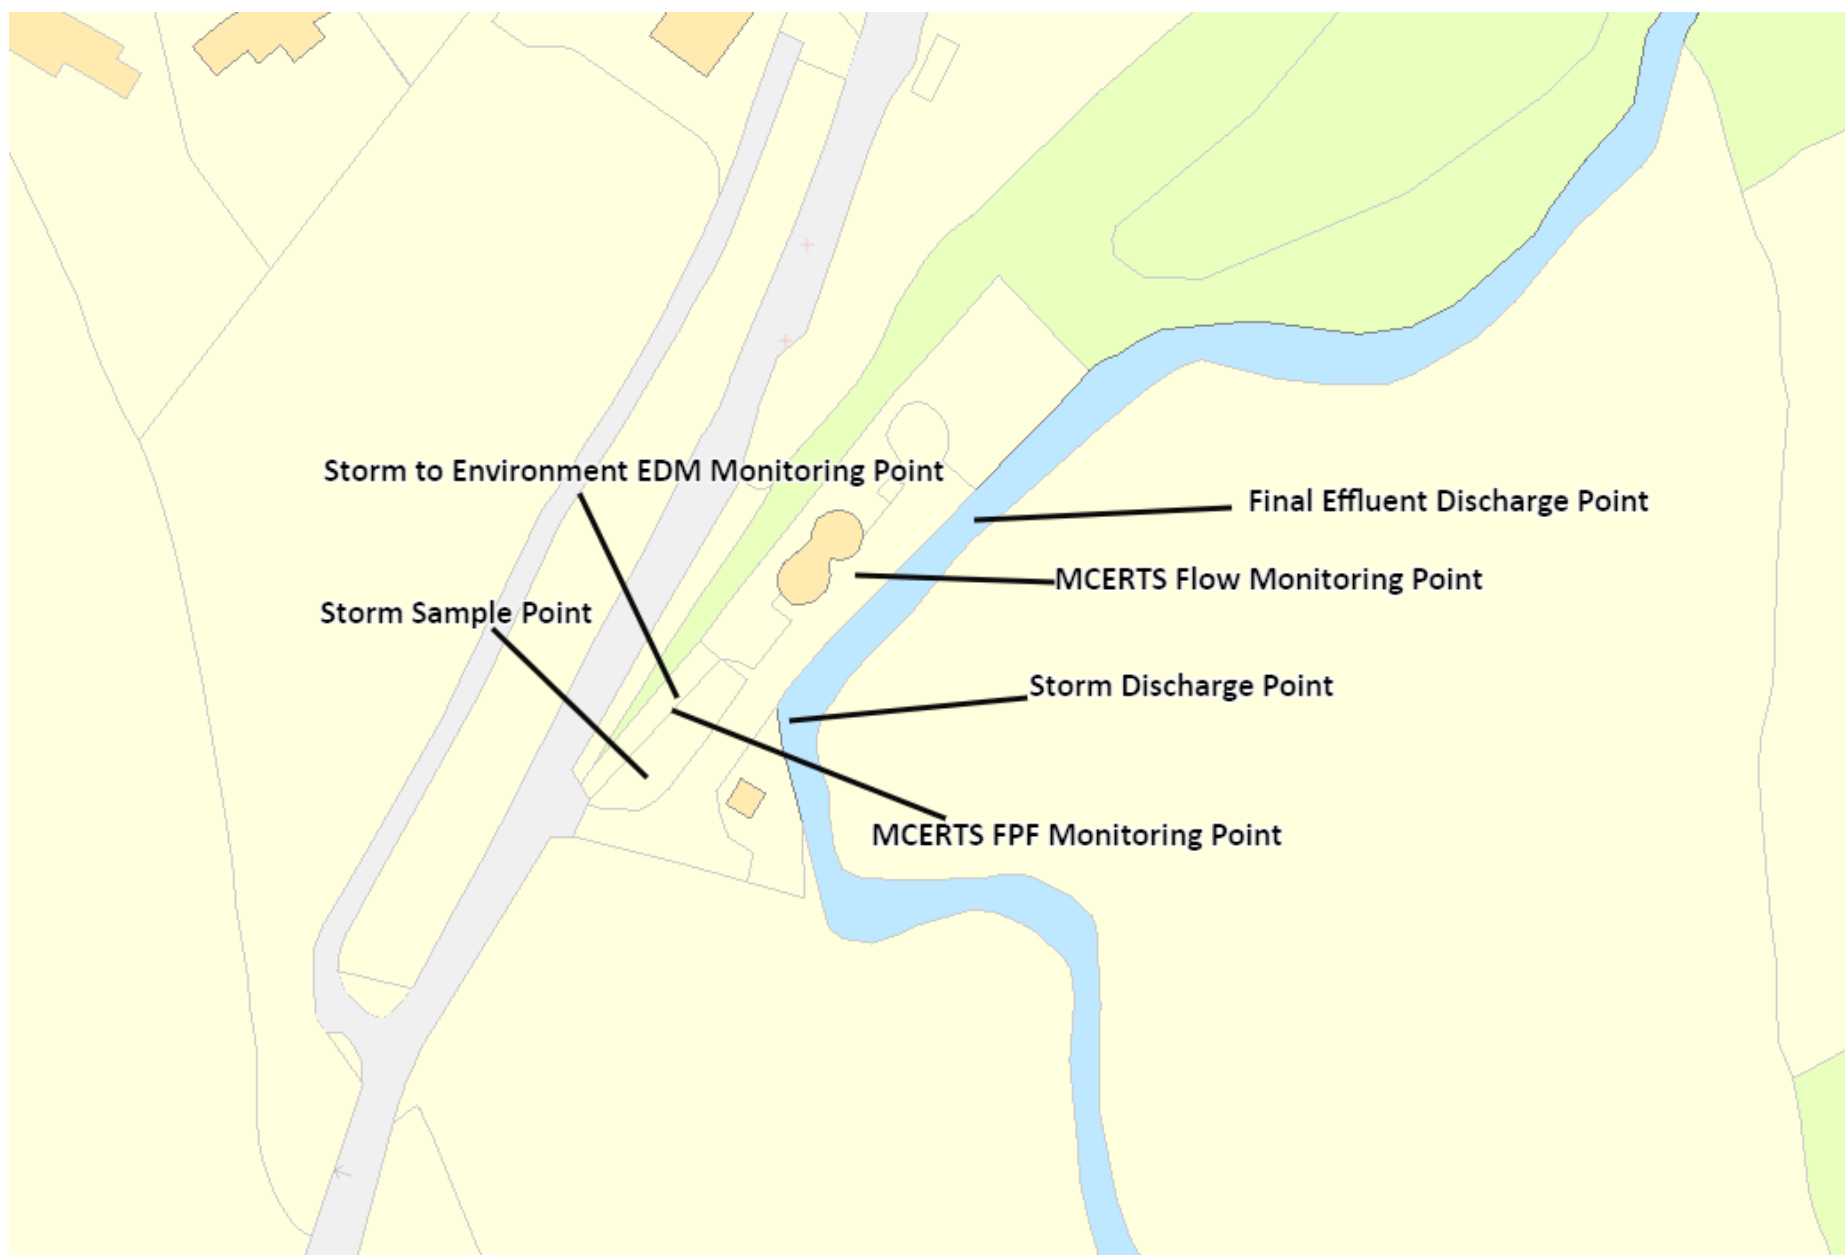 Storm to Environment EDM Monitoring Point
Final Effluent Discharge Point
MCERTS Flow Monitoring Point
Storm Sample Point
Storm Discharge Point
MCERTS FPF Monitoring Point